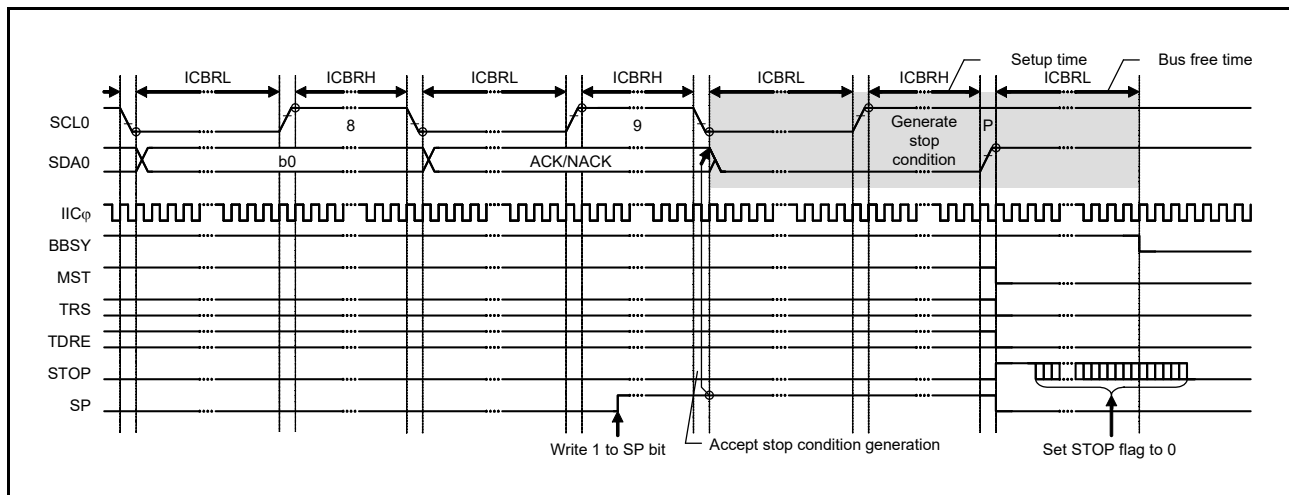 Setup time
Bus free time
ICBRL ICBRH ICBRL ICBRH ICBRL ICBRH ICBRL
SCL0 8 9 Generate stop condition P
SDA0 b0 ACK/NACK
IICφ
BBSY
MST
TRS
TDRE
STOP
SP
Write 1 to SP bit
Accept stop condition generation
Set STOP flag to 0